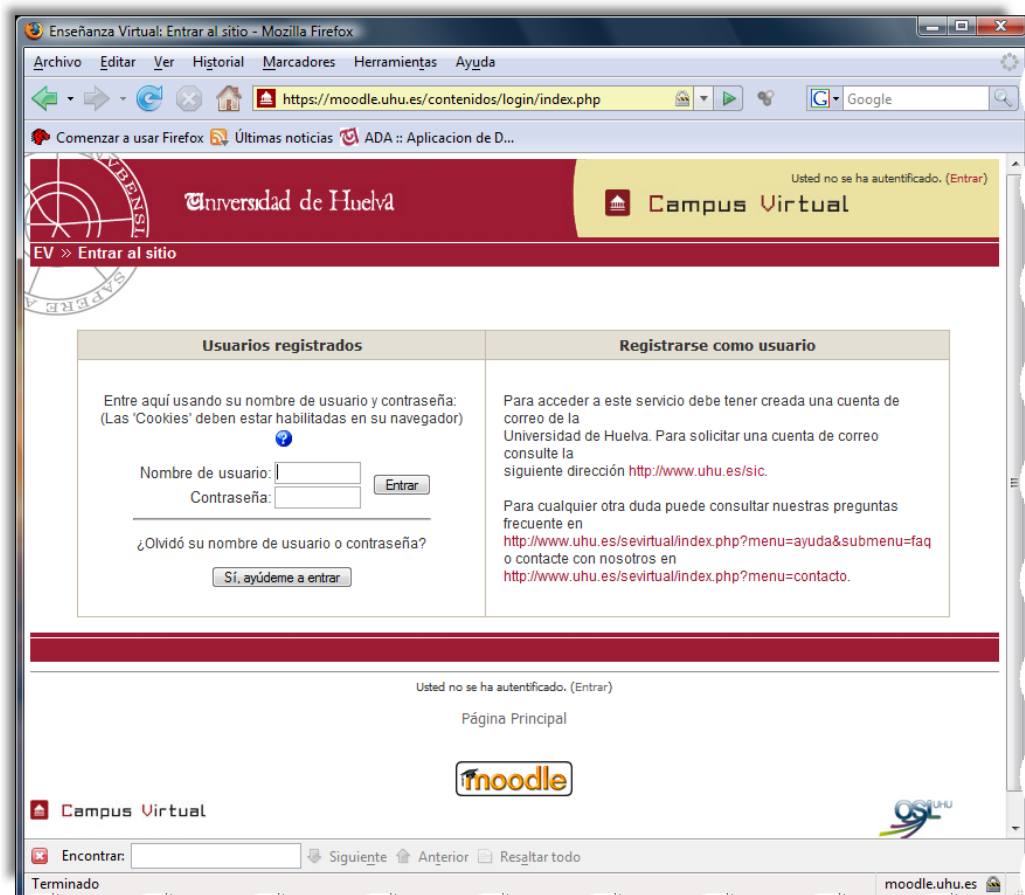 Enseñanza Virtual: Entrar al sitio - Mozilla Firefox
Archivo Editar Ver Historial Marcadores Herramientas Ayuda
https://moodle.uhu.es/contenidos/login/index.php
G Google
Comenzar a usar Firefox Últimas noticias ADA :: Aplicacion de D...
Usted no se ha autentificado. (Entrar)
Universidad de Huelva
Campus Virtual
EV » Entrar al sitio
SAPERE A
Usuarios registrados
Entre aquí usando su nombre de usuario y contraseña:
(Las 'Cookies' deben estar habilitadas en su navegador)
?
Nombre de usuario:
Contraseña:
Entrar
¿Olvidó su nombre de usuario o contraseña?
Sí, ayúdeme a entrar
Registrarse como usuario
Para acceder a este servicio debe tener creada una cuenta de
correo de la
Universidad de Huelva. Para solicitar una cuenta de correo
consulte la
siguiente dirección http://www.uhu.es/sic.
Para cualquier otra duda puede consultar nuestras preguntas
frecuente en
http://www.uhu.es/sevirtual/index.php?menu=ayuda&submenu=faq
o contacte con nosotros en
http://www.uhu.es/sevirtual/index.php?menu=contacto.
Usted no se ha autentificado. (Entrar)
Página Principal
moodle
Campus Virtual
OSL UHU
Encontrar: Siguiente Anterior Resaltar todo
Terminado
moodle.uhu.es